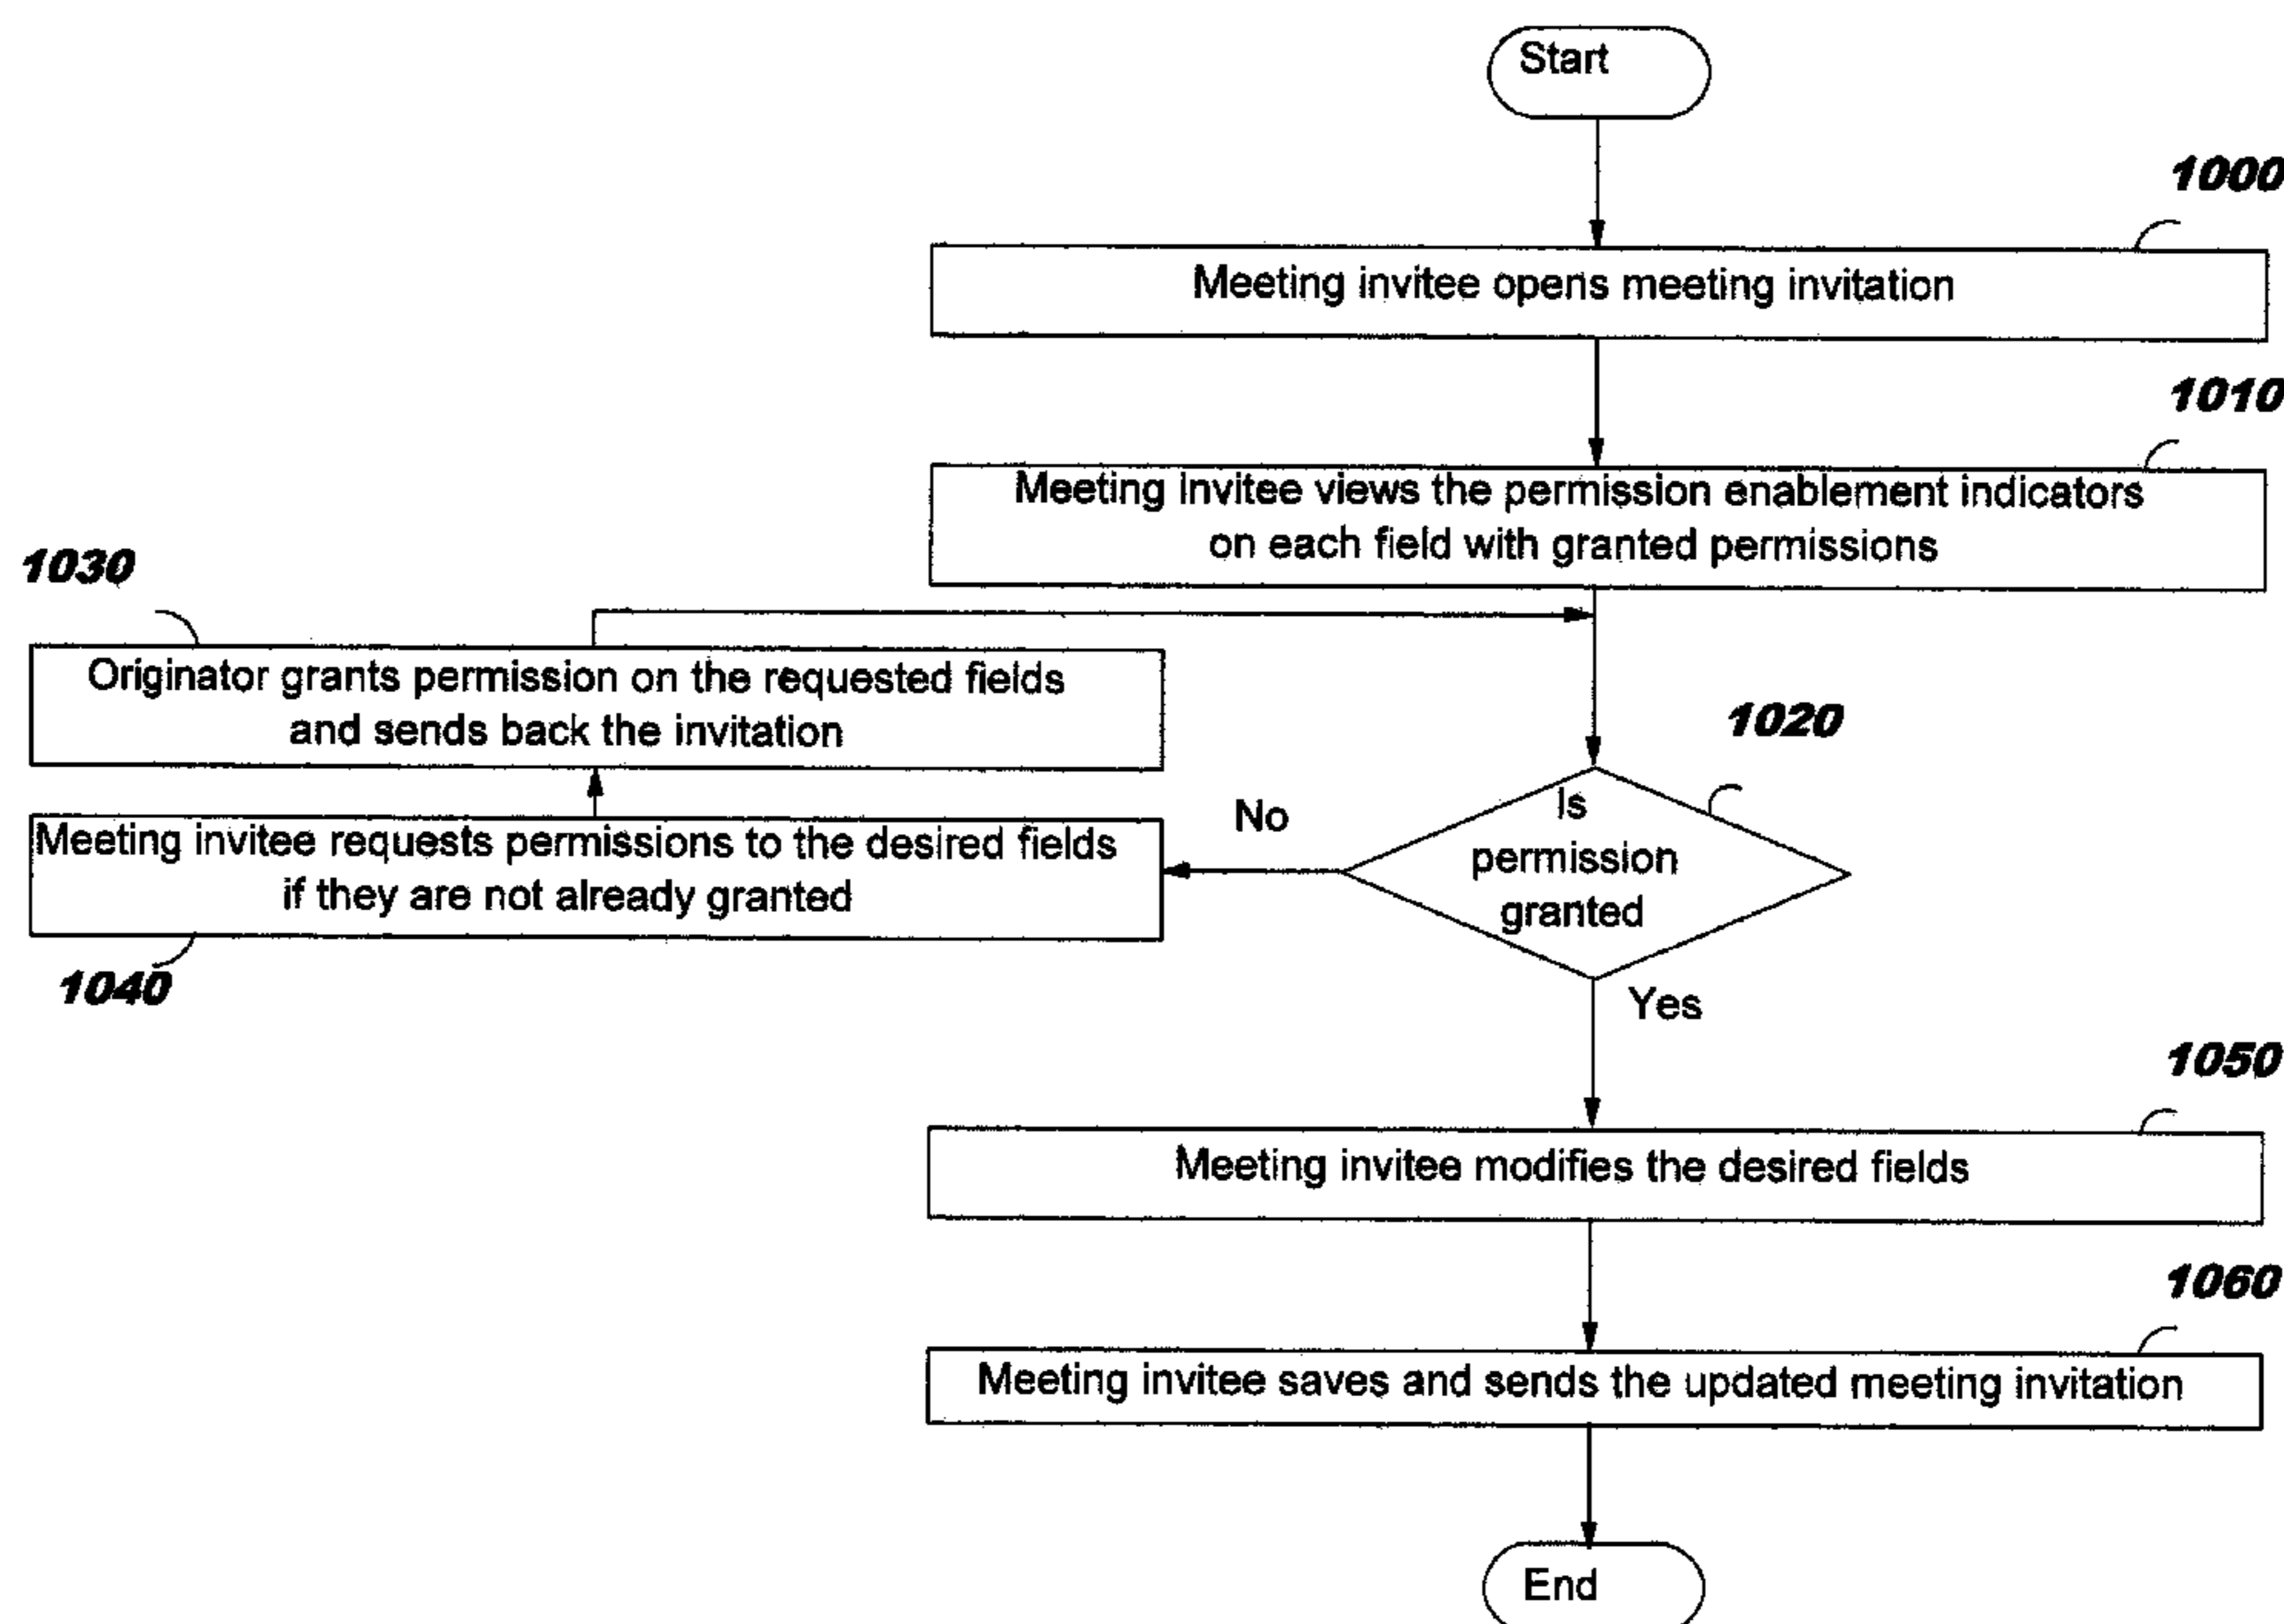 Start
1000
Meeting invitee opens meeting invitation
1010
Meeting invitee views the permission enablement indicators
on each field with granted permissions
1030
Originator grants permission on the requested fields
and sends back the invitation
1020
Is
permission
granted
No
Meeting invitee requests permissions to the desired fields
if they are not already granted
1040
Yes
1050
Meeting invitee modifies the desired fields
1060
Meeting invitee saves and sends the updated meeting invitation
End